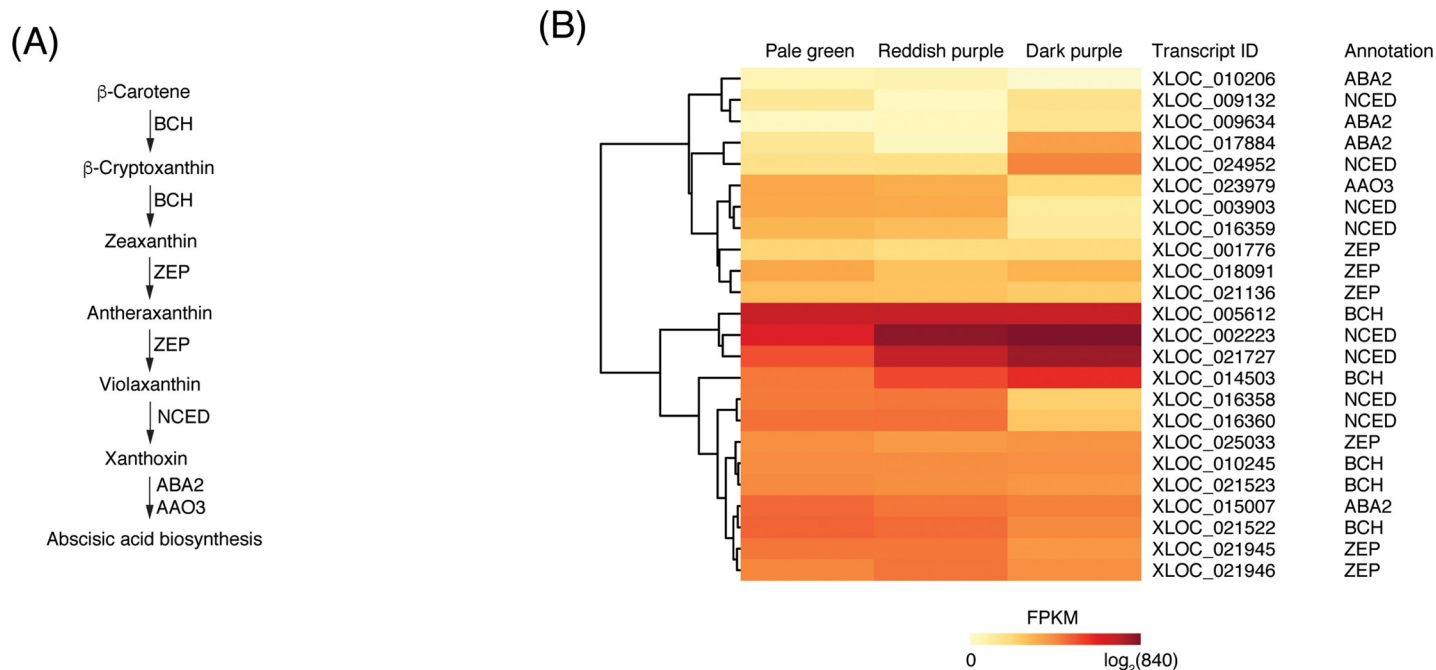 (A)
β-Carotene
BCH
β-Cryptoxanthin
BCH
Zeaxanthin
ZEP
Antheraxanthin
ZEP
Violaxanthin
NCED
Xanthoxin
ABA2
AAO3
Abscisic acid biosynthesis
(B)
Pale green Reddish purple Dark purple Transcript ID Annotation
XLOC_010206 ABA2
XLOC_009132 NCED
XLOC_009634 ABA2
XLOC_017884 ABA2
XLOC_024952 NCED
XLOC_023979 AAO3
XLOC_003903 NCED
XLOC_016359 NCED
XLOC_001776 ZEP
XLOC_018091 ZEP
XLOC_021136 ZEP
XLOC_005612 BCH
XLOC_002223 NCED
XLOC_021727 NCED
XLOC_014503 BCH
XLOC_016358 NCED
XLOC_016360 NCED
XLOC_025033 ZEP
XLOC_010245 BCH
XLOC_021523 BCH
XLOC_015007 ABA2
XLOC_021522 BCH
XLOC_021945 ZEP
XLOC_021946 ZEP
FPKM
0 log₂(840)